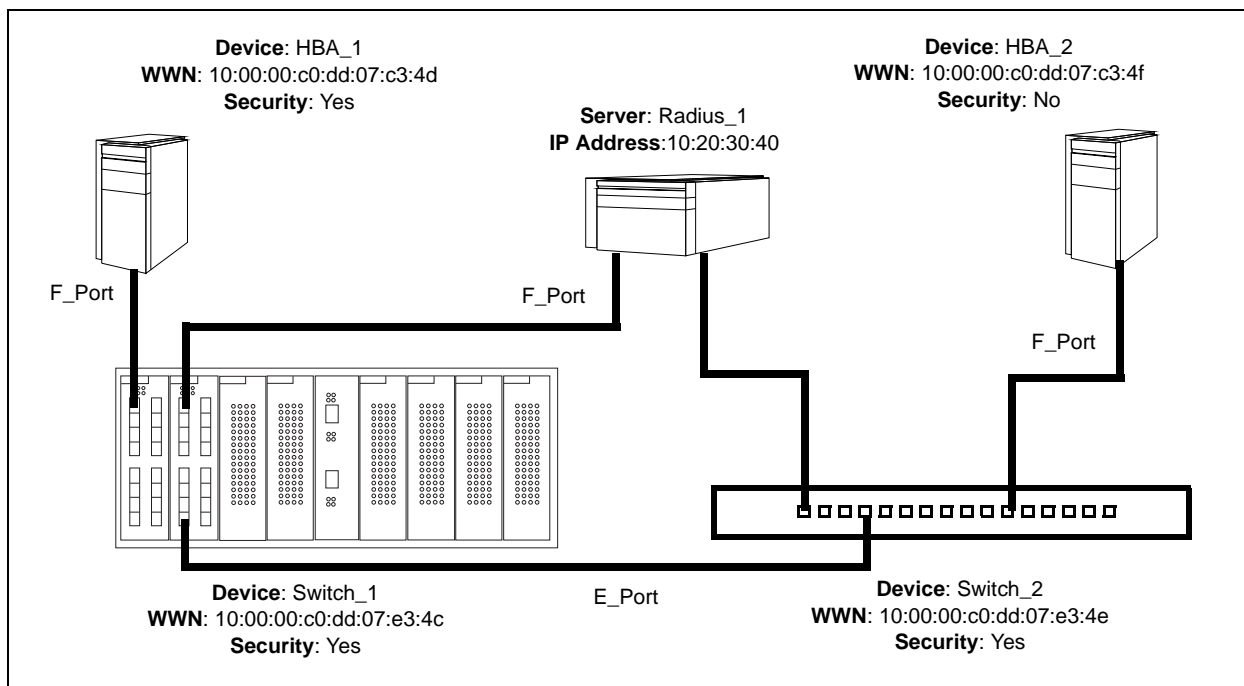 Device: HBA_1
WWN: 10:00:00:c0:dd:07:c3:4d
Security: Yes
Device: HBA_2
WWN: 10:00:00:c0:dd:07:c3:4f
Security: No
Server: Radius_1
IP Address:10:20:30:40
F_Port
F_Port
F_Port
E_Port
Device: Switch_1
WWN: 10:00:00:c0:dd:07:e3:4c
Security: Yes
Device: Switch_2
WWN: 10:00:00:c0:dd:07:e3:4e
Security: Yes